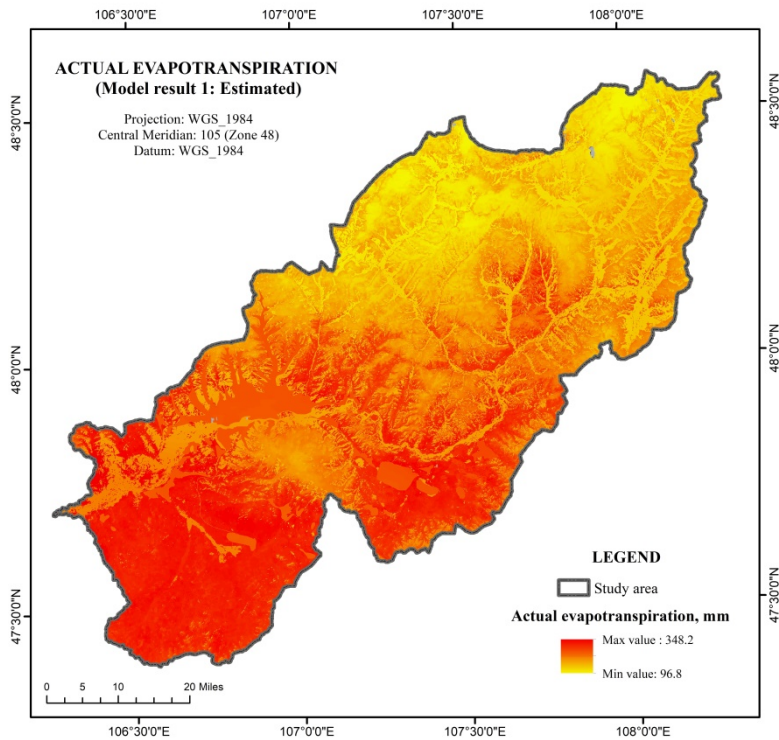 106°30'0"E 107°0'0"E 107°30'0"E 108°0'0"E
ACTUAL EVAPOTRANSPIRATION
(Model result 1: Estimated)
Projection: WGS_1984
Central Meridian: 105 (Zone 48)
Datum: WGS_1984
48°30'0"N
48°30'0"N
48°0'0"N
48°0'0"N
47°30'0"N
47°30'0"N
LEGEND
Study area
Actual evapotranspiration, mm
Max value : 348.2
Min value: 96.8
0 5 10 20 Miles
106°30'0"E 107°0'0"E 107°30'0"E 108°0'0"E